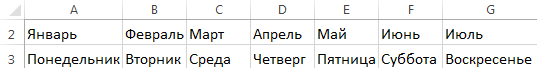 A B C D E F G
2 Январь Февраль Март Апрель Май Июнь Июль
3 Понедельник Вторник Среда Четверг Пятница Суббота Воскресенье